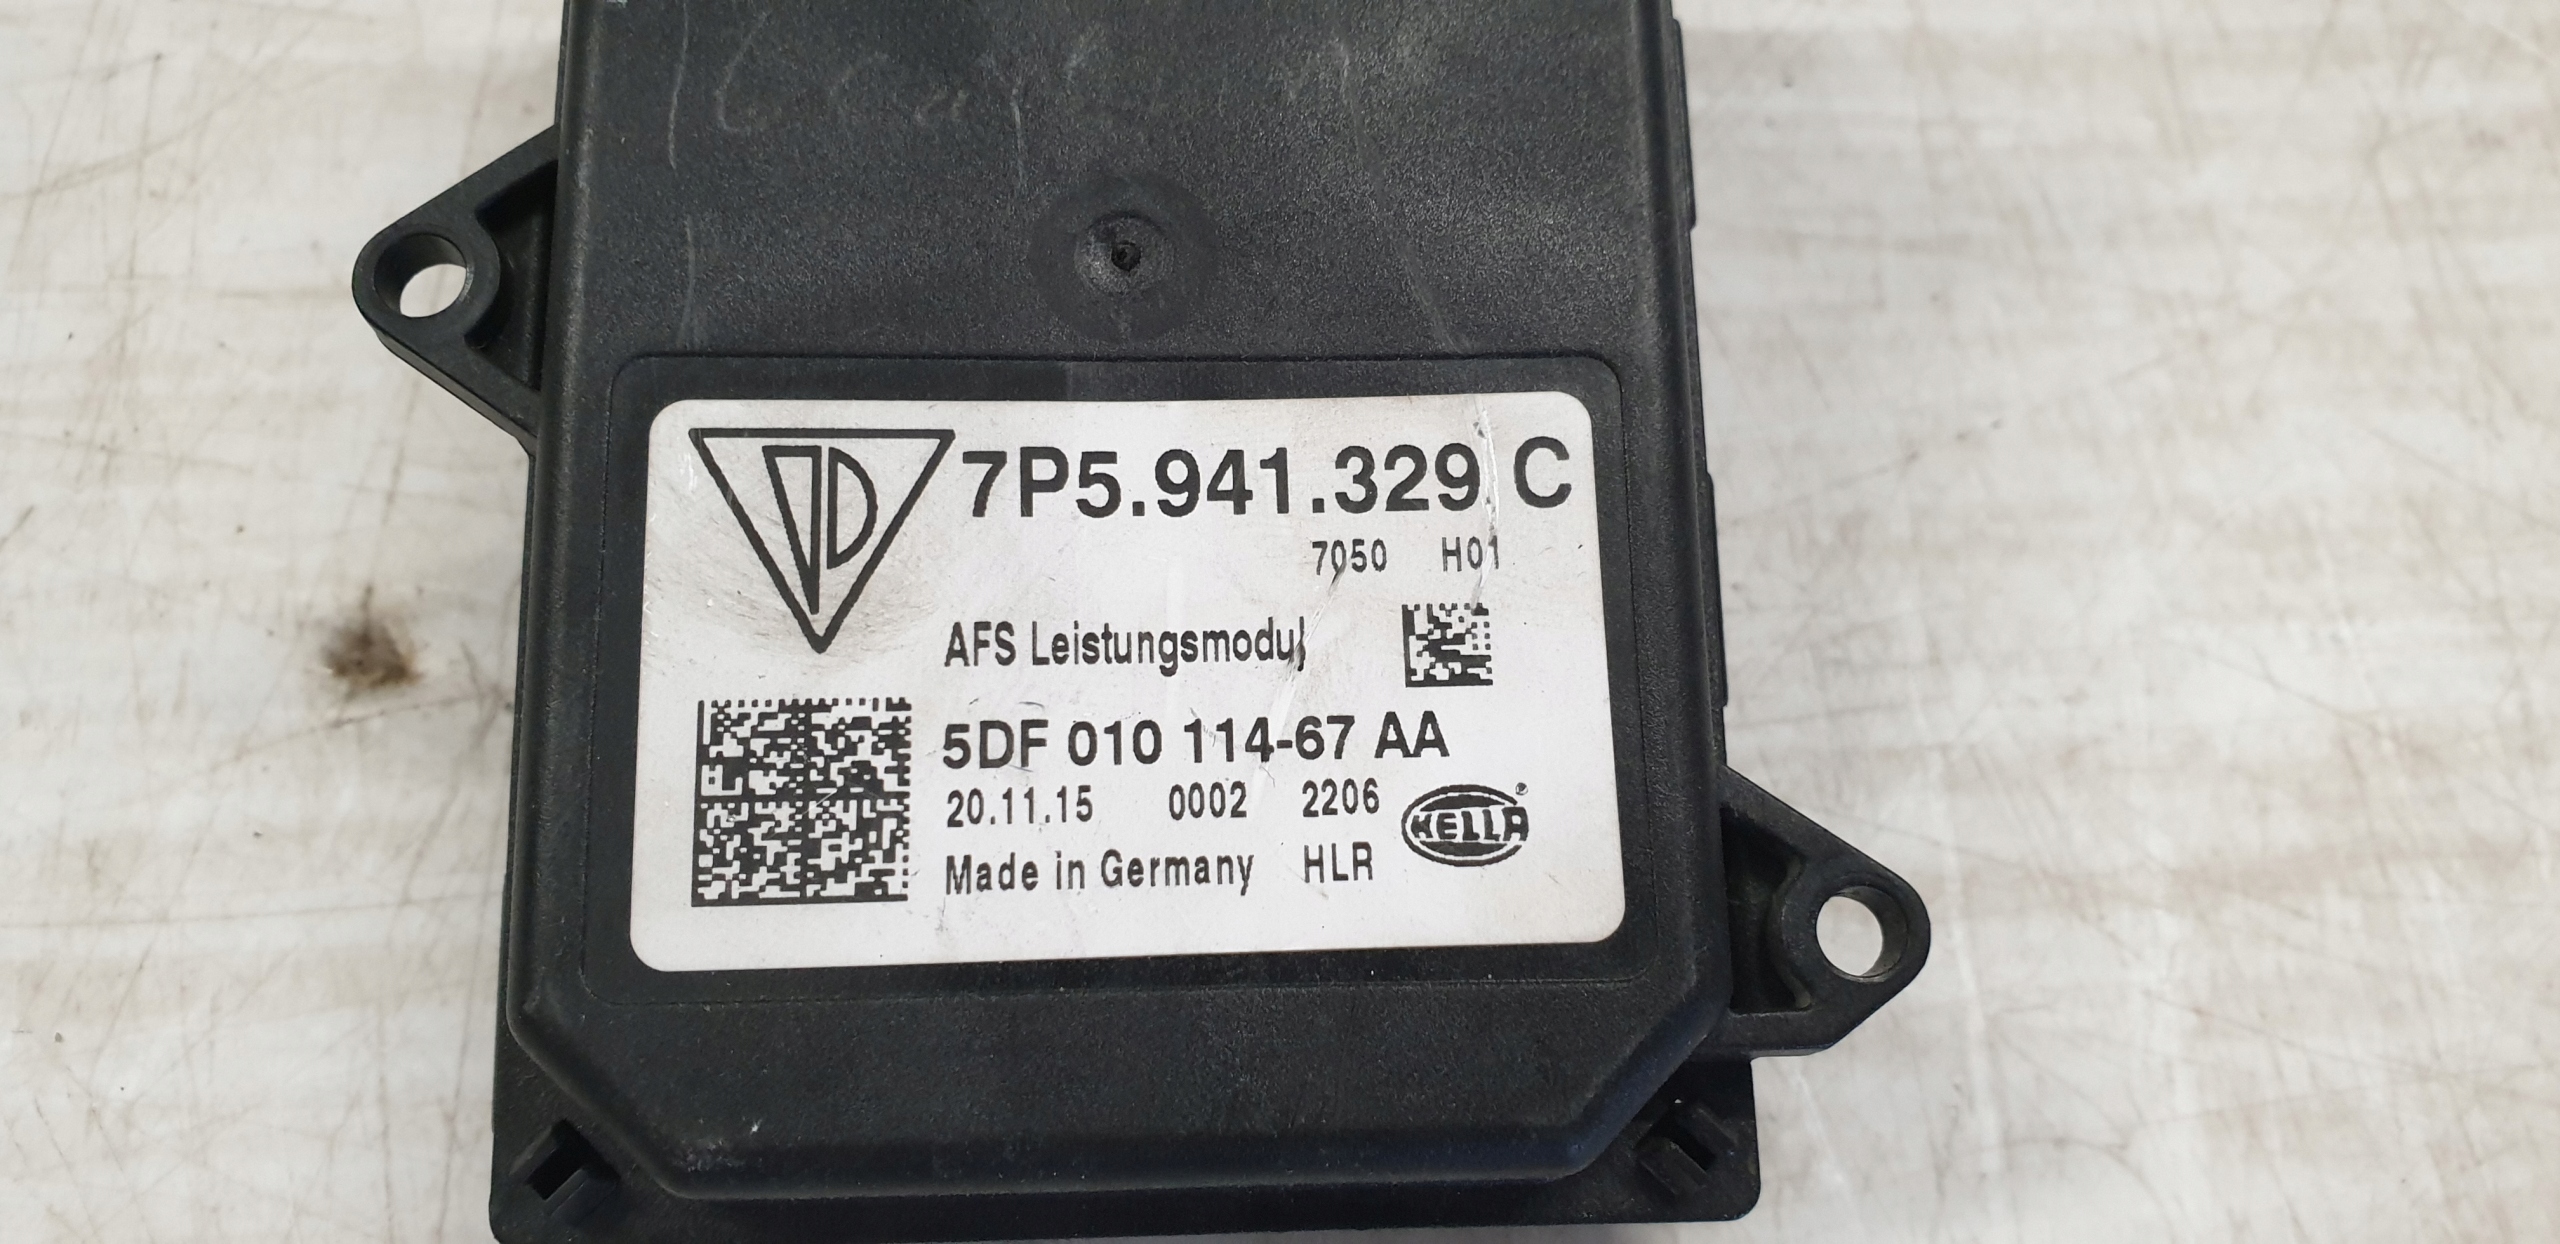 7P5.941.329 C
7050 H01
AFS Leistungsmodul
5DF 010 114-67 AA
20.11.15 0002 2206
HELLA
Made in Germany HLR